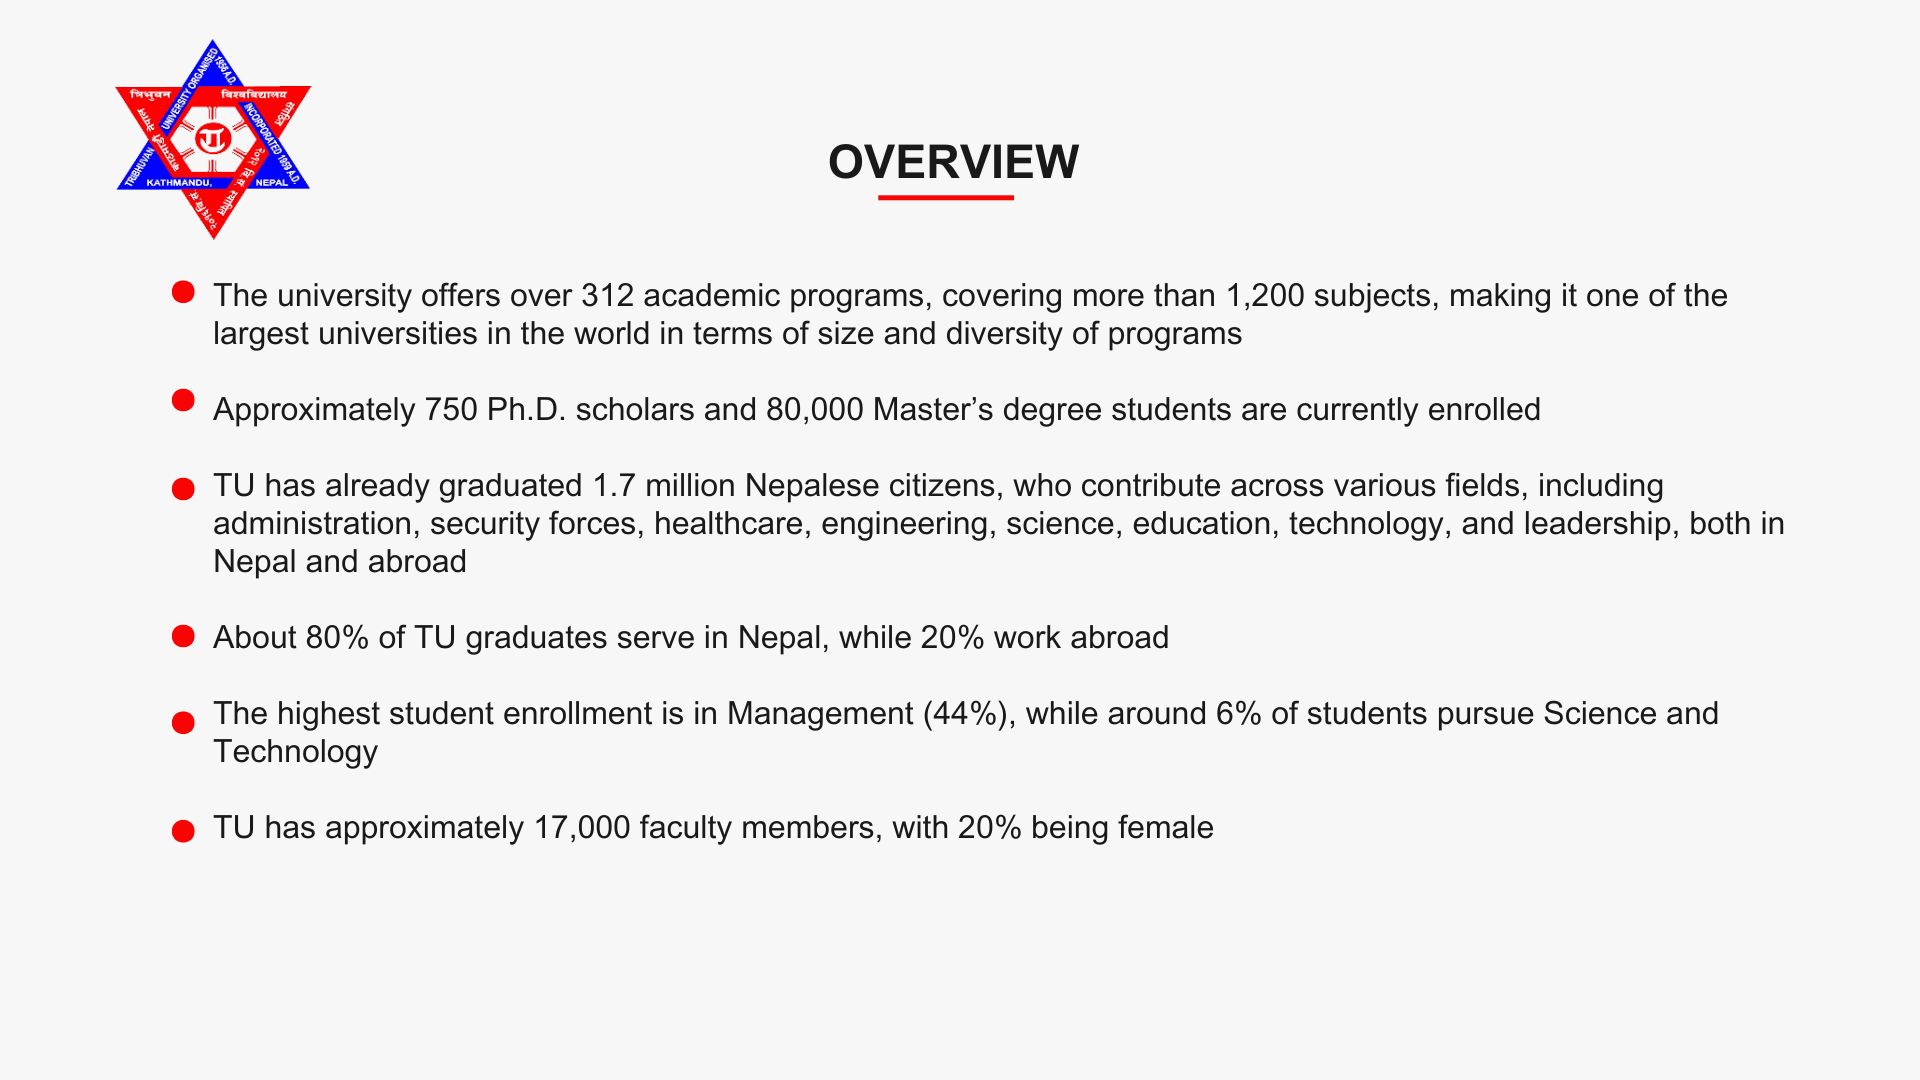 UNIVERSITY ORGANISED
1956 A.D.
त्रिभुवन विश्वविद्यालय
INCORPORATED 1959 A.D.
TRIBHUVAN
KATHMANDU, NEPAL
OVERVIEW
The university offers over 312 academic programs, covering more than 1,200 subjects, making it one of the
largest universities in the world in terms of size and diversity of programs
Approximately 750 Ph.D. scholars and 80,000 Master’s degree students are currently enrolled
TU has already graduated 1.7 million Nepalese citizens, who contribute across various fields, including
administration, security forces, healthcare, engineering, science, education, technology, and leadership, both in
Nepal and abroad
About 80% of TU graduates serve in Nepal, while 20% work abroad
The highest student enrollment is in Management (44%), while around 6% of students pursue Science and
Technology
TU has approximately 17,000 faculty members, with 20% being female